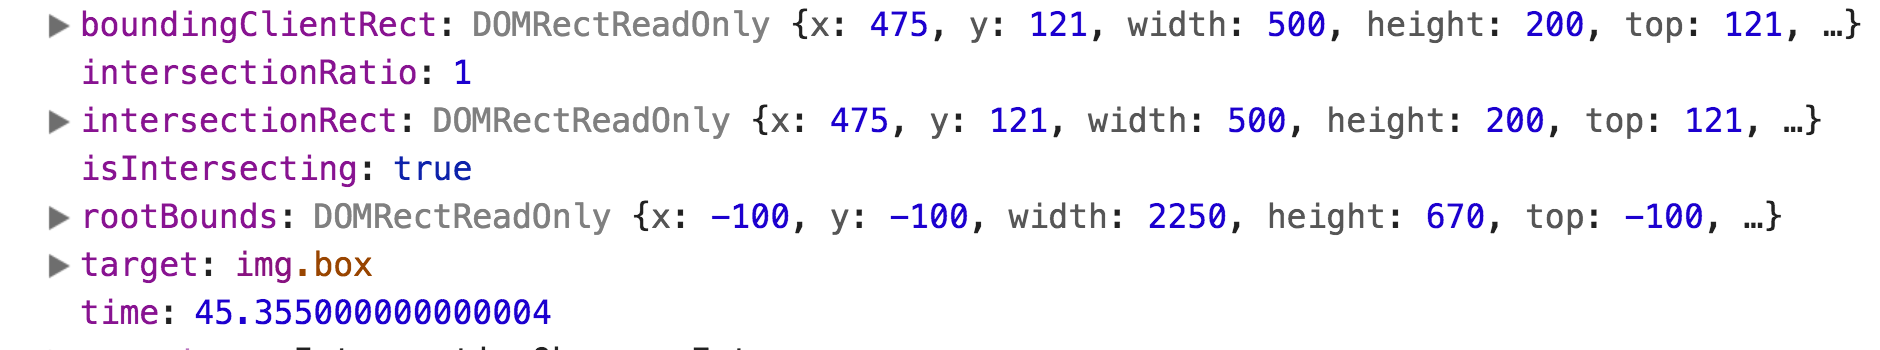 ▶boundingClientRect: DOMRectReadOnly {x: 475, y: 121, width: 500, height: 200, top: 121, …}
intersectionRatio: 1
▶intersectionRect: DOMRectReadOnly {x: 475, y: 121, width: 500, height: 200, top: 121, …}
isIntersecting: true
▶rootBounds: DOMRectReadOnly {x: -100, y: -100, width: 2250, height: 670, top: -100, …}
▶target: img.box
time: 45.355000000000004